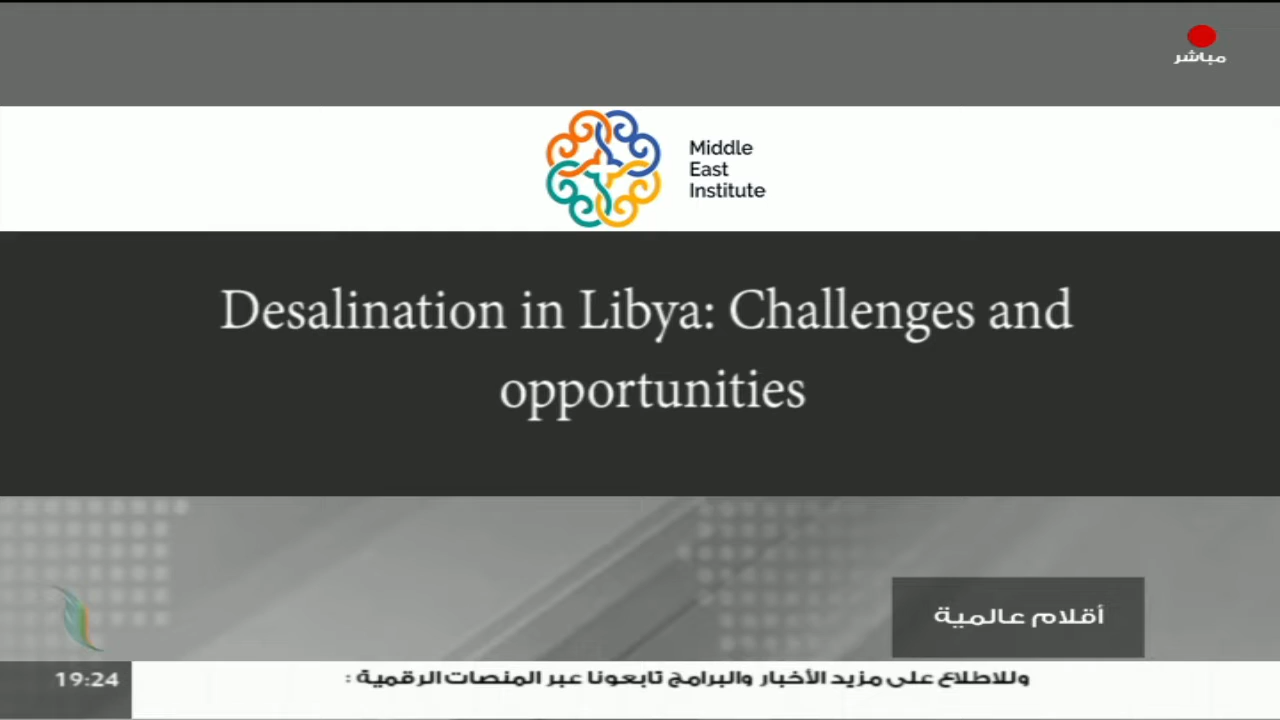 مباشر
Middle
East
Institute
Desalination in Libya: Challenges and
opportunities
أقلام عالمية
19:24
وللاطلاع على مزيد الأخبار والبرامج تابعونا عبر المنصات الرقمية :